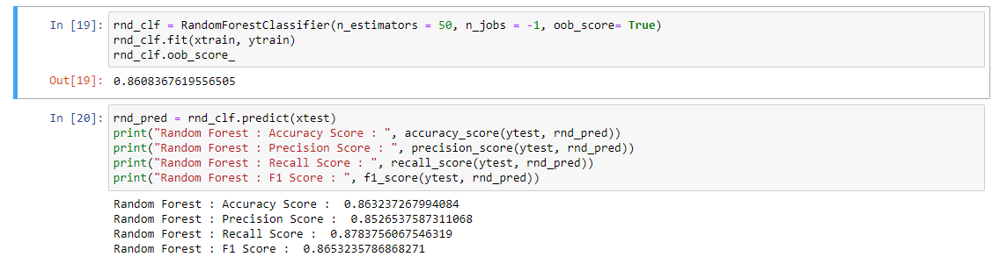 In [19]: rnd_clf = RandomForestClassifier(n_estimators = 50, n_jobs = -1, oob_score= True)
rnd_clf.fit(xtrain, ytrain)
rnd_clf.oob_score_
Out[19]: 0.8608367619556505
In [20]: rnd_pred = rnd_clf.predict(xtest)
print("Random Forest : Accuracy Score : ", accuracy_score(ytest, rnd_pred))
print("Random Forest : Precision Score : ", precision_score(ytest, rnd_pred))
print("Random Forest : Recall Score : ", recall_score(ytest, rnd_pred))
print("Random Forest : F1 Score : ", f1_score(ytest, rnd_pred))
Random Forest : Accuracy Score :  0.863237267994084
Random Forest : Precision Score :  0.8526537587311068
Random Forest : Recall Score :  0.8783756067546319
Random Forest : F1 Score :  0.8653235786868271